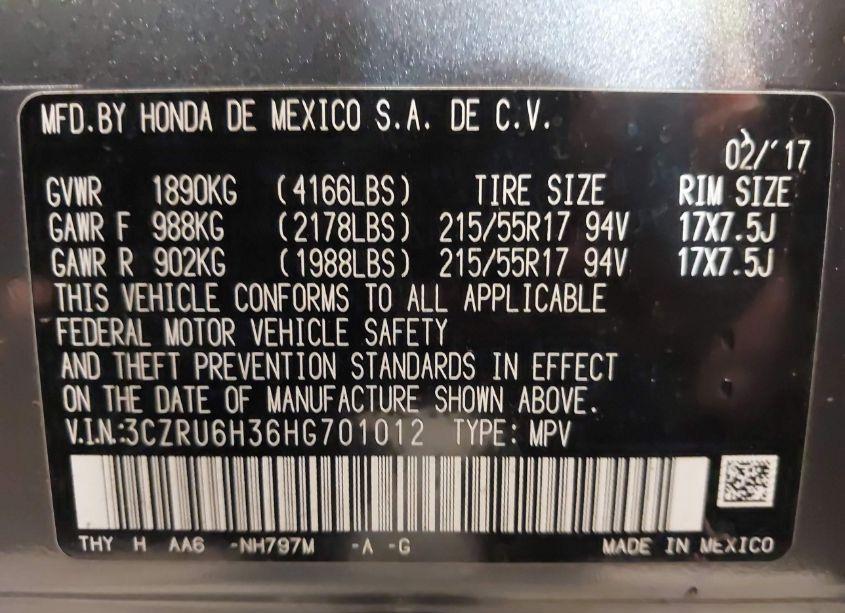 MFD.BY HONDA DE MEXICO S.A. DE C.V.
02/'17
GVWR 1890KG (4166LBS) TIRE SIZE RIM SIZE
GAWR F 988KG (2178LBS) 215/55R17 94V 17X7.5J
GAWR R 902KG (1988LBS) 215/55R17 94V 17X7.5J
THIS VEHICLE CONFORMS TO ALL APPLICABLE
FEDERAL MOTOR VEHICLE SAFETY
AND THEFT PREVENTION STANDARDS IN EFFECT
ON THE DATE OF MANUFACTURE SHOWN ABOVE.
V.I.N.:3CZRU6H36HG701012 TYPE: MPV
THY H AA6 -NH797M -A -G MADE IN MEXICO